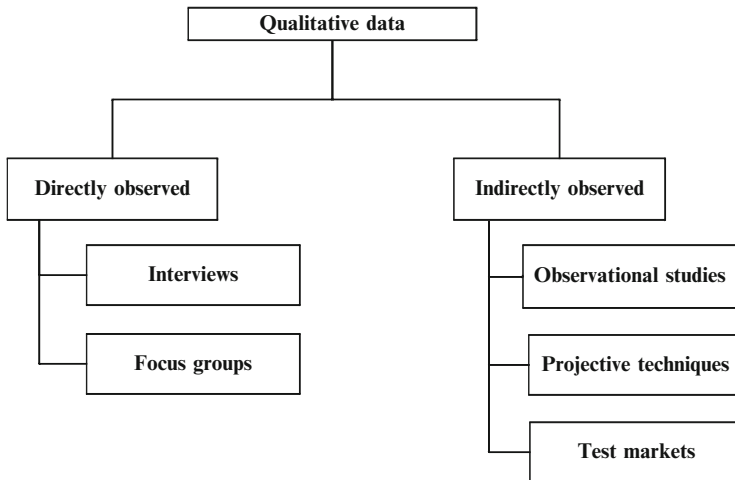 Qualitative data
Directly observed
Interviews
Focus groups
Indirectly observed
Observational studies
Projective techniques
Test markets